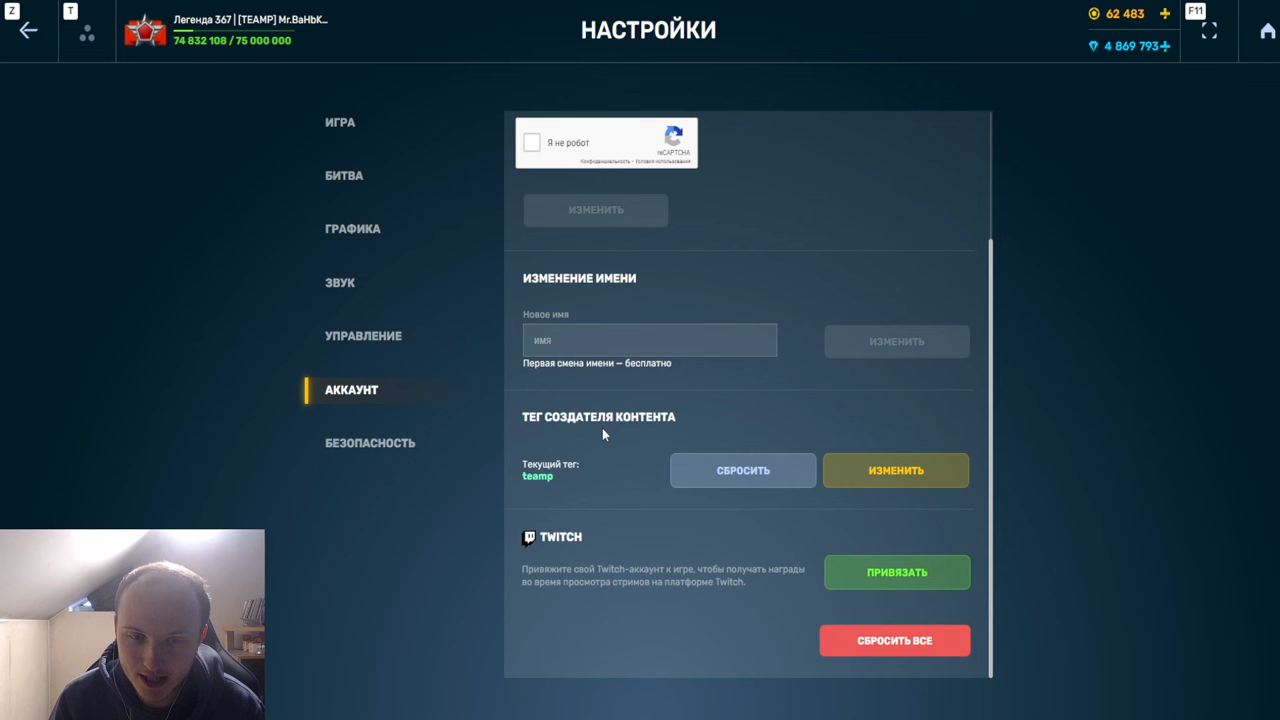 Z
T
Легенда 367 | [TEAMP] Mr.BaHbK...
74 832 108 / 75 000 000
НАСТРОЙКИ
62 483
4 869 793
F11
ИГРА
БИТВА
ГРАФИКА
ЗВУК
УПРАВЛЕНИЕ
АККАУНТ
БЕЗОПАСНОСТЬ
Я не робот
reCAPTCHA
Конфиденциальность - Условия использования
ИЗМЕНИТЬ
ИЗМЕНЕНИЕ ИМЕНИ
Новое имя
имя
ИЗМЕНИТЬ
Первая смена имени — бесплатно
ТЕГ СОЗДАТЕЛЯ КОНТЕНТА
Текущий тег:
teamp
СБРОСИТЬ
ИЗМЕНИТЬ
TWITCH
Привяжите свой Twitch-аккаунт к игре, чтобы получать награды
во время просмотра стримов на платформе Twitch.
ПРИВЯЗАТЬ
СБРОСИТЬ ВСЕ